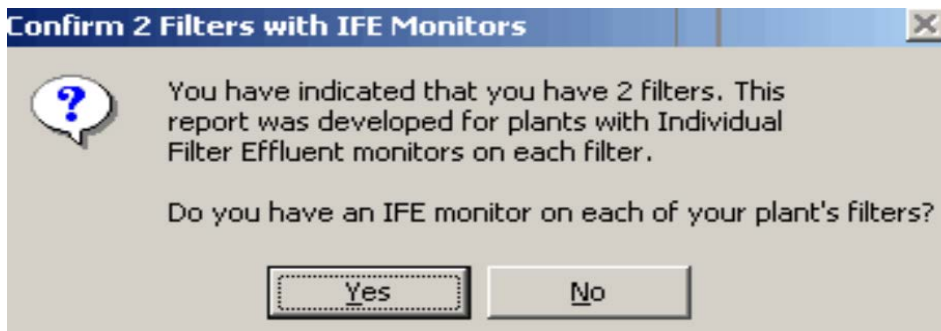 Confirm 2 Filters with IFE Monitors
You have indicated that you have 2 filters. This
report was developed for plants with Individual
Filter Effluent monitors on each filter.
Do you have an IFE monitor on each of your plant's filters?
Yes No